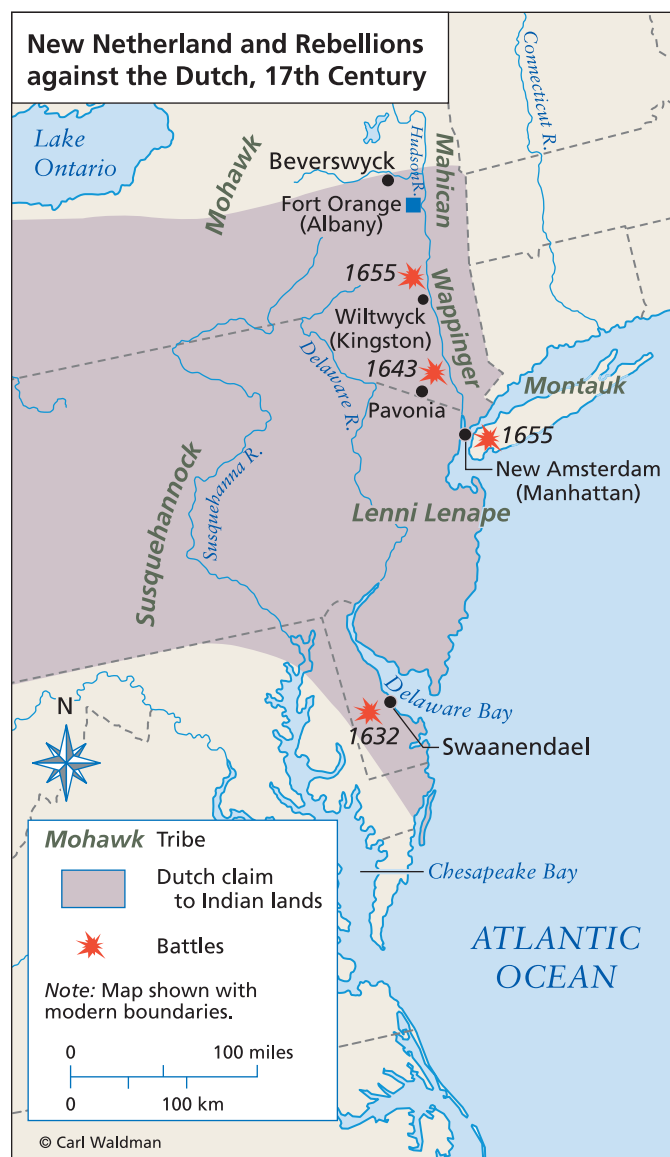 New Netherland and Rebellions
against the Dutch, 17th Century
Connecticut R.
Lake
Ontario
Mohawk
Beverswyck
Hudson R.
Mahican
Fort Orange
(Albany)
1655
Wappinger
Wiltwyck
(Kingston)
Delaware R.
1643
Montauk
Pavonia
1655
New Amsterdam
(Manhattan)
Susquehannock
Susquehanna R.
Lenni Lenape
N
Delaware Bay
1632
Swaanendael
Mohawk Tribe
Dutch claim
to Indian lands
Battles
Note: Map shown with
modern boundaries.
0 100 miles
0 100 km
Chesapeake Bay
ATLANTIC
OCEAN
© Carl Waldman